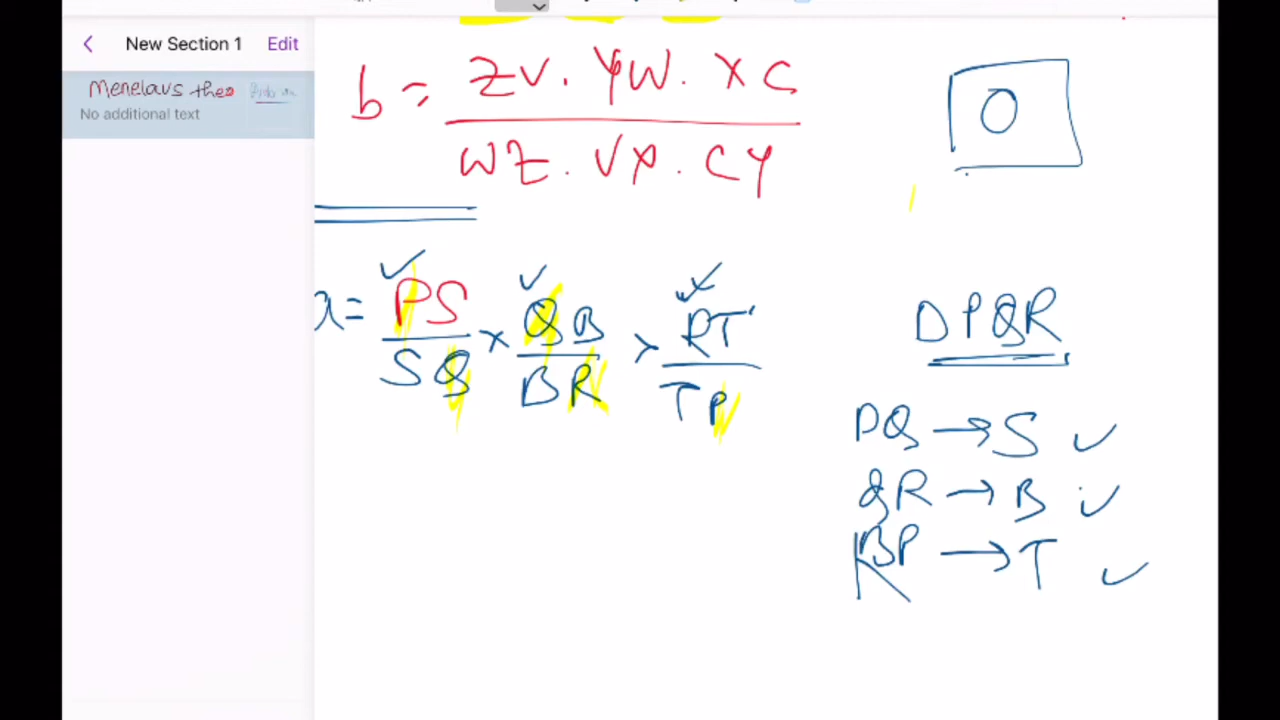 New Section 1 Edit
Menelaus theo
No additional text
b = ZV. YW. XC
WZ. VX. CY
O
a = PS/SQ × QB/BR × RT/TP
DPQR
PQ → S ✓
QR → B ✓
RP → T ✓